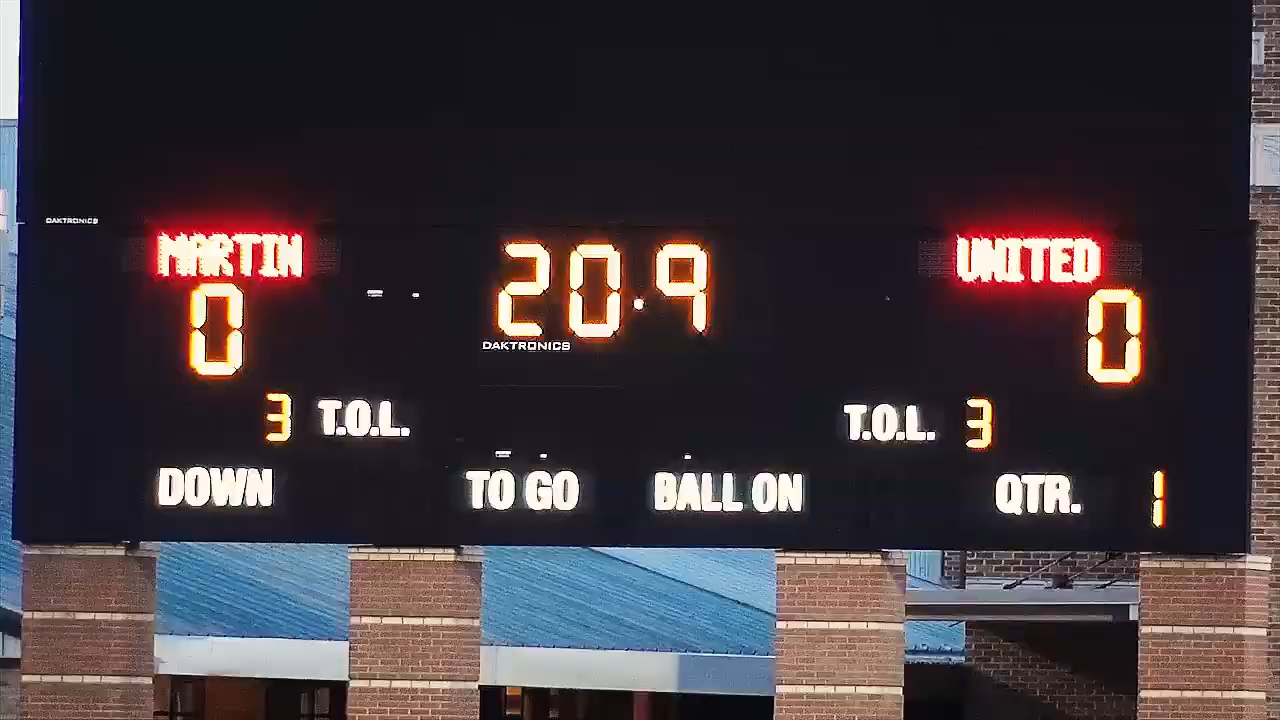 DAKTRONICS
MARTIN 20.9 UNITED
0 0
DAKTRONICS
3 T.O.L. T.O.L. 3
DOWN TO GO BALL ON QTR. 1